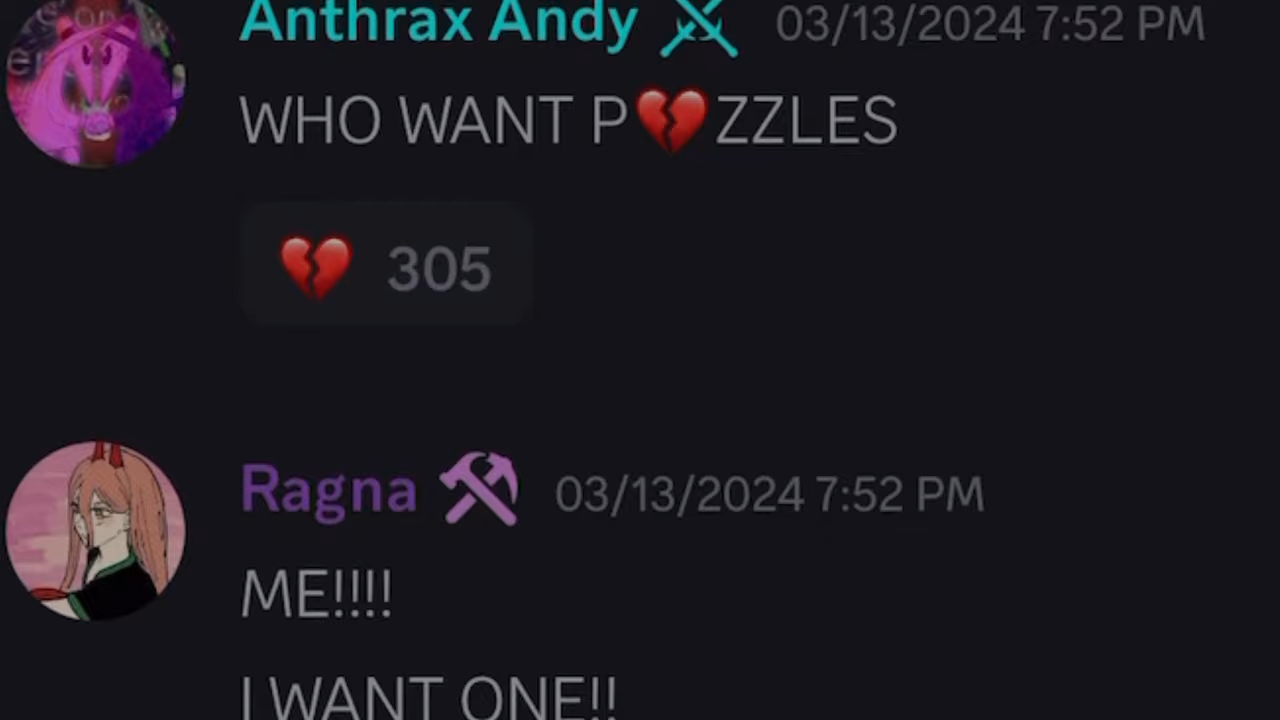 Anthrax Andy ⚔ 03/13/2024 7:52 PM
WHO WANT P💔ZZLES
💔 305
Ragna ⚒ 03/13/2024 7:52 PM
ME!!!!
I WANT ONE!!